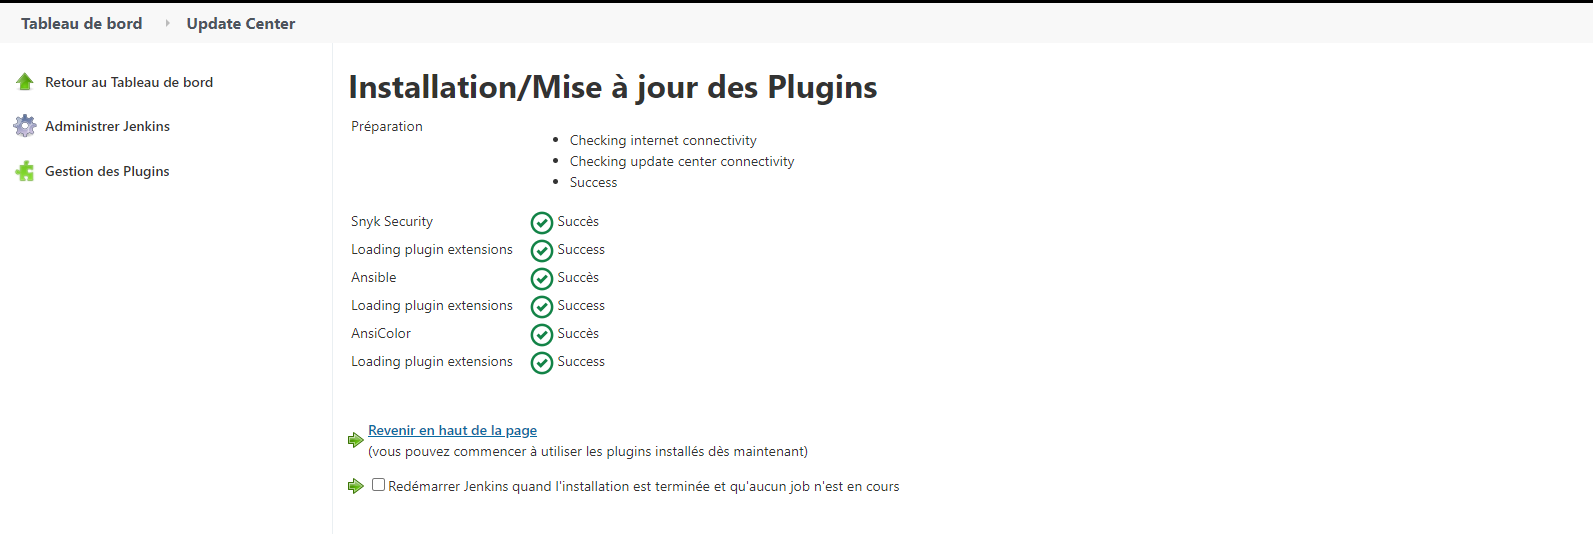 Tableau de bord
Update Center
Retour au Tableau de bord
Administrer Jenkins
Gestion des Plugins
Installation/Mise à jour des Plugins
Préparation
Checking internet connectivity
Checking update center connectivity
Success
Snyk Security Succès
Loading plugin extensions Success
Ansible Succès
Loading plugin extensions Success
AnsiColor Succès
Loading plugin extensions Success
Revenir en haut de la page
(vous pouvez commencer à utiliser les plugins installés dès maintenant)
Redémarrer Jenkins quand l'installation est terminée et qu'aucun job n'est en cours